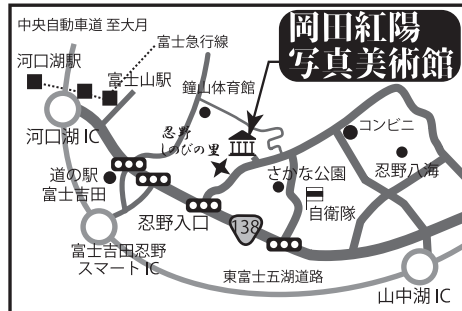 中央自動車道 至大月
岡田紅陽
写真美術館
富士急行線
河口湖駅
富士山駅
鐘山体育館
河口湖 IC
忍野
しのびの里
コンビニ
道の駅
富士吉田
さかな公園
忍野八海
自衛隊
忍野入口
138
富士吉田忍野
スマート IC
東富士五湖道路
山中湖 IC